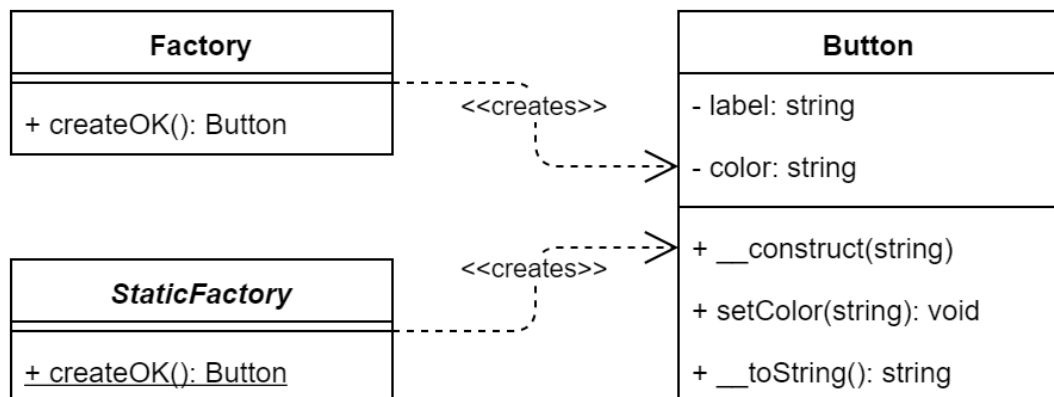 Factory
+ createOK(): Button
<<creates>>
StaticFactory
+ createOK(): Button
<<creates>>
Button
- label: string
- color: string
+ __construct(string)
+ setColor(string): void
+ __toString(): string